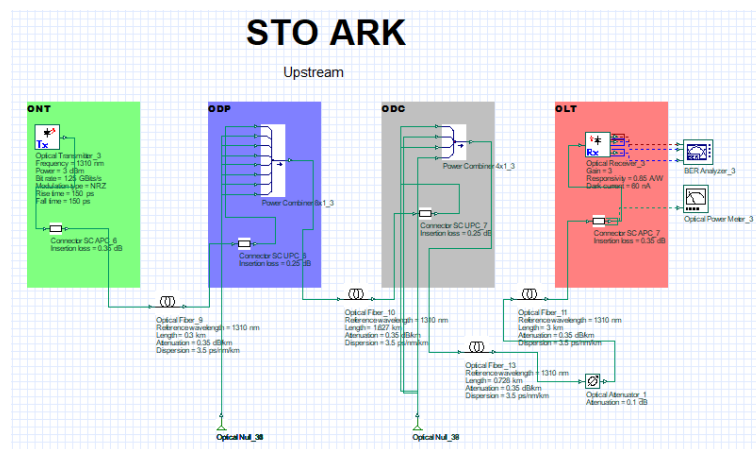 STO ARK
Upstream
ONT
ODP
ODC
OLT
Tx
Optical Transmitter_3
Frequency = 1310 nm
Power = 3 dBm
Bit rate = 1.25 GBits/s
Modulation type = NRZ
Rise time = 150 ps
Fall time = 150 ps
Connector SC APC_6
Insertion loss = 0.35 dB
Power Combiner 8x1_3
Connector SC UPC_8
Insertion loss = 0.25 dB
Power Combiner 4x1_3
Connector SC UPC_7
Insertion loss = 0.25 dB
Rx
Optical Receiver_3
Gain = 3
Responsivity = 0.85 A/W
Dark current = 60 nA
BER Analyzer_3
Optical Power Meter_3
Connector SC APC_7
Insertion loss = 0.35 dB
Optical Fiber_9
Reference wavelength = 1310 nm
Length = 0.3 km
Attenuation = 0.35 dB/km
Dispersion = 3.5 ps/nm/km
Optical Fiber_10
Reference wavelength = 1310 nm
Length = 1.627 km
Attenuation = 0.35 dB/km
Dispersion = 3.5 ps/nm/km
Optical Fiber_11
Reference wavelength = 1310 nm
Length = 3 km
Attenuation = 0.35 dB/km
Dispersion = 3.5 ps/nm/km
Optical Fiber_13
Reference wavelength = 1310 nm
Length = 0.728 km
Attenuation = 0.35 dB/km
Dispersion = 3.5 ps/nm/km
Optical Attenuator_1
Attenuation = 0.1 dB
Optical Null
Optical Null